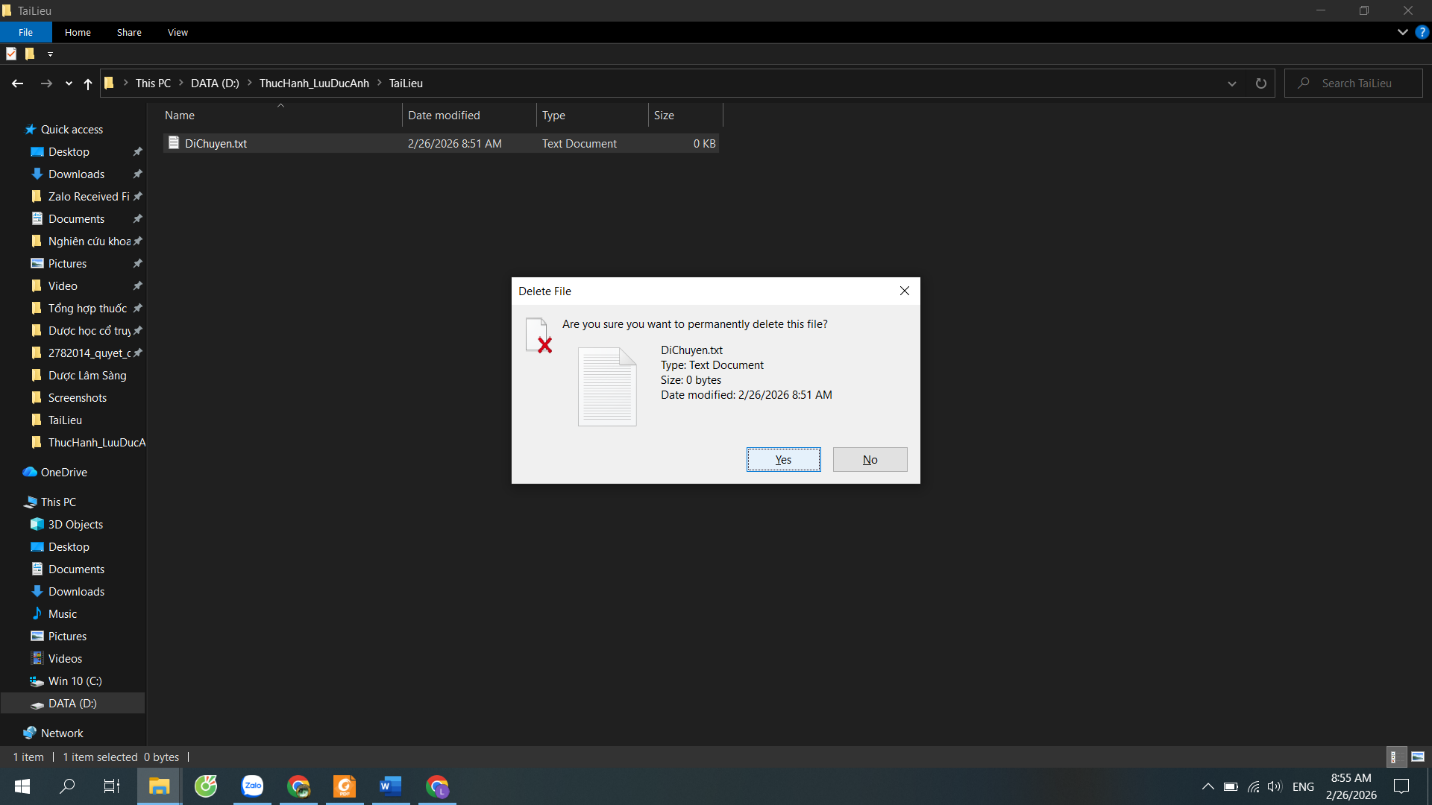 TaiLieu
File Home Share View
This PC DATA (D:) ThucHanh_LuuDucAnh TaiLieu
Search TaiLieu
Name Date modified Type Size
DiChuyen.txt 2/26/2026 8:51 AM Text Document 0 KB
Quick access
Desktop
Downloads
Zalo Received Fi
Documents
Nghiên cứu khoa
Pictures
Video
Tổng hợp thuốc
Dược học cổ truy
2782014_quyet_c
Dược Lâm Sàng
Screenshots
TaiLieu
ThucHanh_LuuDucA
OneDrive
This PC
3D Objects
Desktop
Documents
Downloads
Music
Pictures
Videos
Win 10 (C:)
DATA (D:)
Network
Delete File
Are you sure you want to permanently delete this file?
DiChuyen.txt
Type: Text Document
Size: 0 bytes
Date modified: 2/26/2026 8:51 AM
Yes No
1 item 1 item selected 0 bytes
Zalo
ENG
8:55 AM
2/26/2026